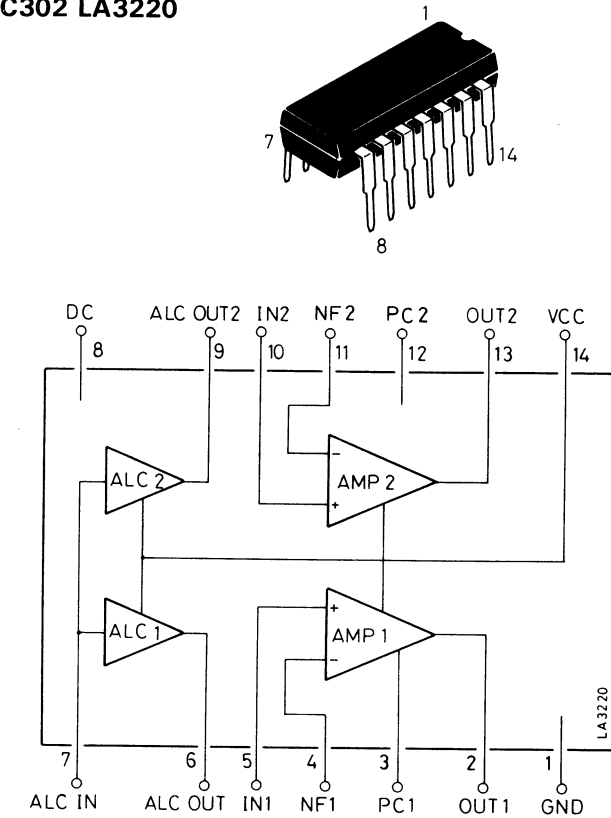 C302 LA3220
1
7
14
8
DC ALC OUT2 IN2 NF2 PC2 OUT2 VCC
8 9 10 11 12 13 14
ALC 2 − AMP 2 +
ALC 1 + AMP 1 −
LA3220
7 6 5 4 3 2 1
ALC IN ALC OUT IN1 NF1 PC1 OUT1 GND